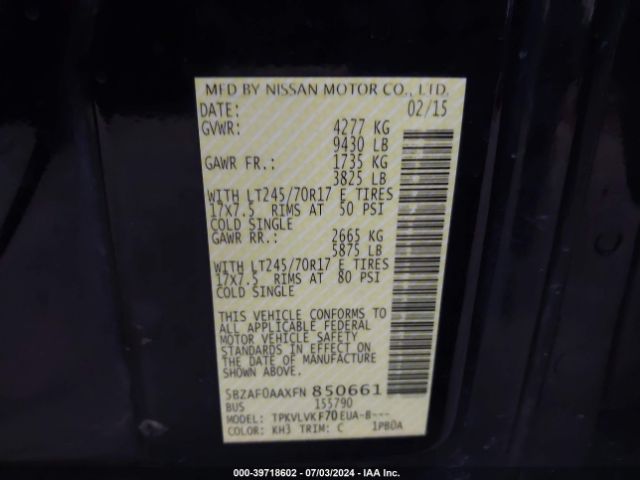 MFD BY NISSAN MOTOR CO., LTD.
DATE: 02/15
GVWR: 4277 KG
9430 LB
GAWR FR.: 1735 KG
3825 LB
WITH LT245/70R17 E TIRES
17X7.5 RIMS AT 50 PSI
COLD SINGLE
GAWR RR.: 2665 KG
5875 LB
WITH LT245/70R17 E TIRES
17X7.5 RIMS AT 80 PSI
COLD SINGLE
THIS VEHICLE CONFORMS TO
ALL APPLICABLE FEDERAL
MOTOR VEHICLE SAFETY
STANDARDS IN EFFECT ON
THE DATE OF MANUFACTURE
SHOWN ABOVE.
5BZAF0AAXFN850661
BUS 155790
MODEL: TPKVLVKF70EUA-B---
COLOR: KH3 TRIM: C 1PBOA
000-39718602 - 07/03/2024 - IAA Inc.